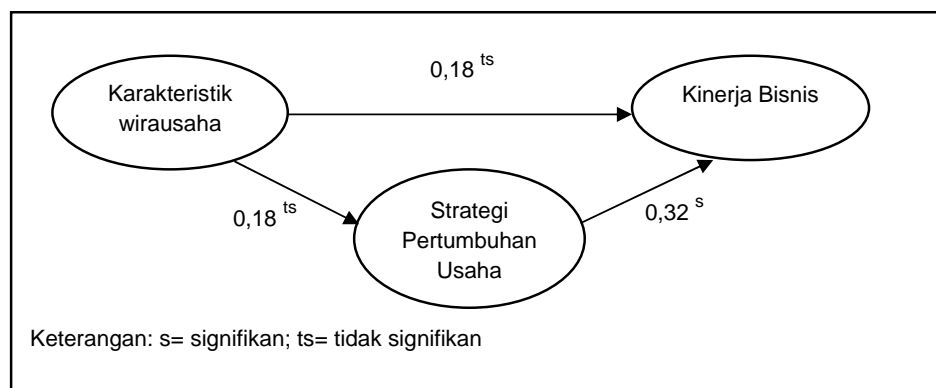 0,18 ts
Karakteristik
wirausaha
Kinerja Bisnis
0,18 ts
Strategi
Pertumbuhan
Usaha
0,32 s
Keterangan: s= signifikan; ts= tidak signifikan